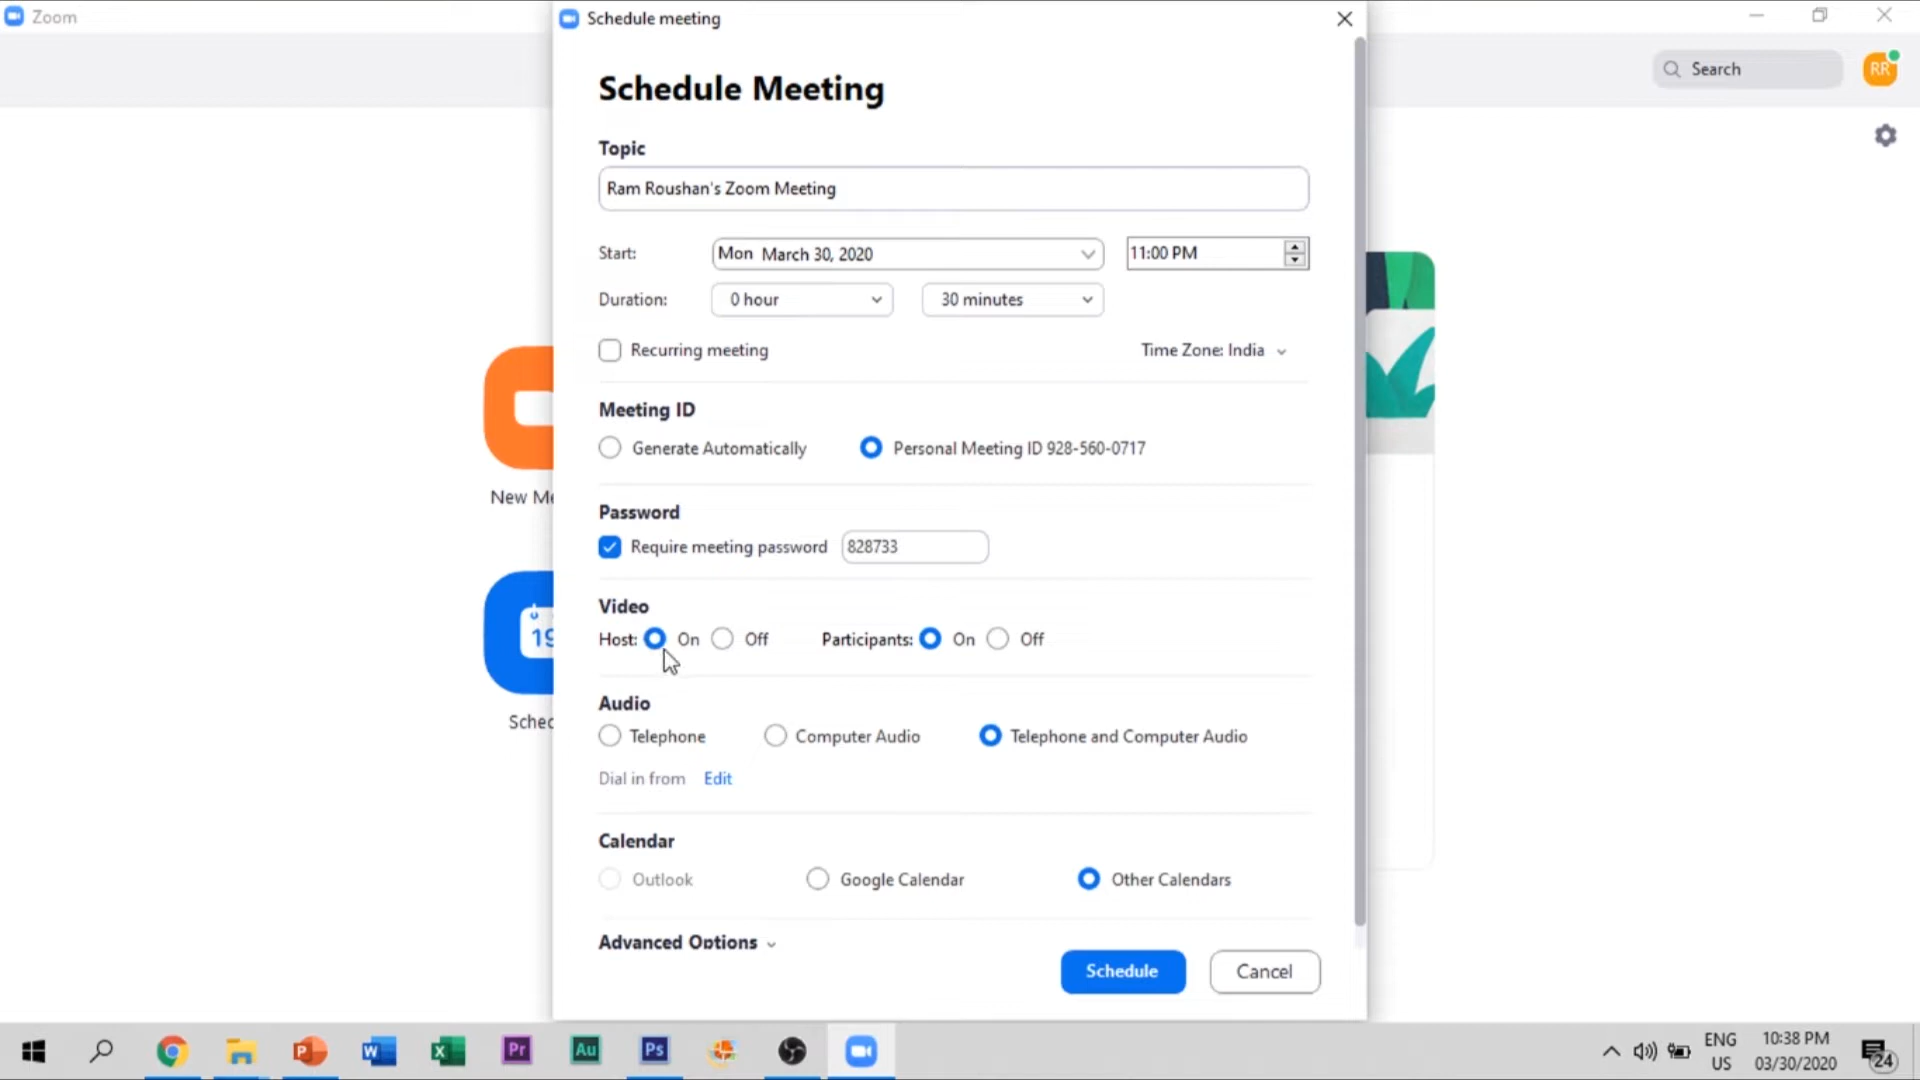 Zoom
Schedule meeting
Search
RR
Schedule Meeting
Topic
Ram Roushan's Zoom Meeting
Start: Mon March 30, 2020 11:00 PM
Duration: 0 hour 30 minutes
Recurring meeting Time Zone: India
Meeting ID
Generate Automatically Personal Meeting ID 928-560-0717
New Me
Password
Require meeting password 828733
Video
19
Host: On Off Participants: On Off
Audio
Sched
Telephone Computer Audio Telephone and Computer Audio
Dial in from Edit
Calendar
Outlook Google Calendar Other Calendars
Advanced Options
Schedule Cancel
P W X Pr Au Ps
ENG
US
10:38 PM
03/30/2020
24